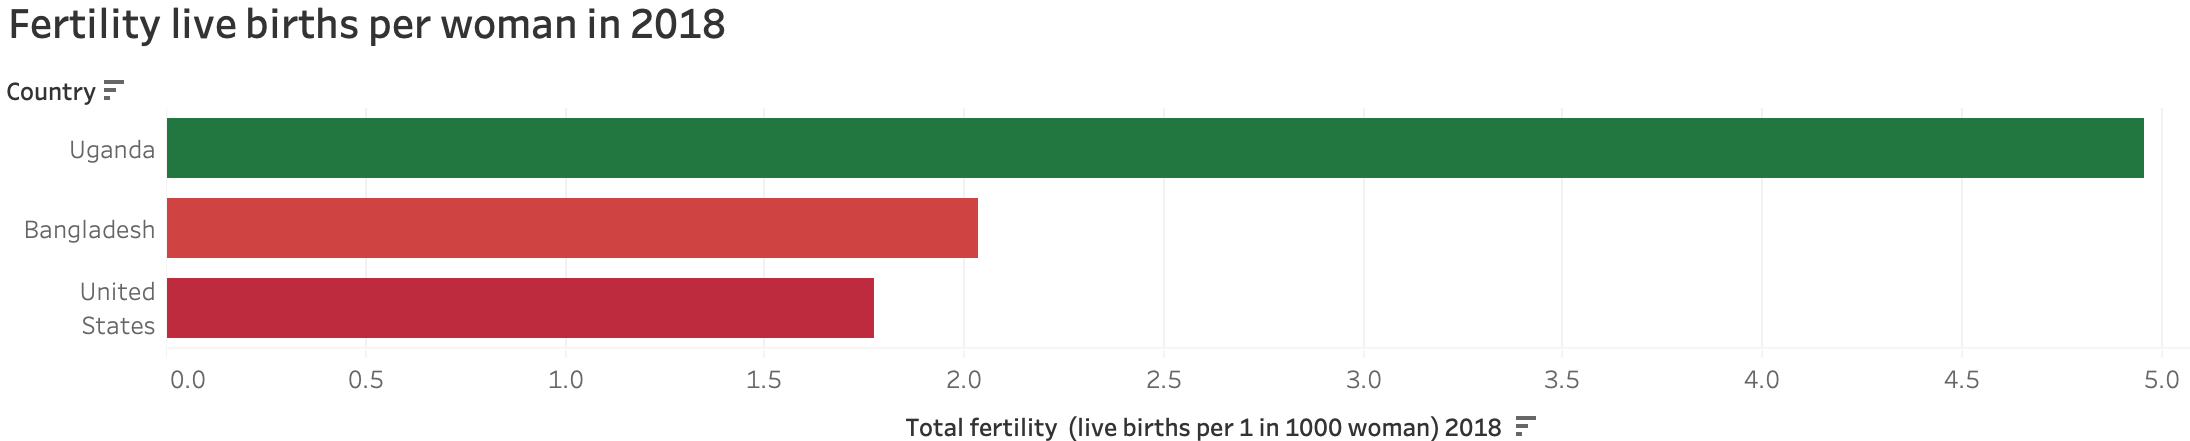 Fertility live births per woman in 2018
Country
Uganda
Bangladesh
United
States
0.0 0.5 1.0 1.5 2.0 2.5 3.0 3.5 4.0 4.5 5.0
Total fertility  (live births per 1 in 1000 woman) 2018